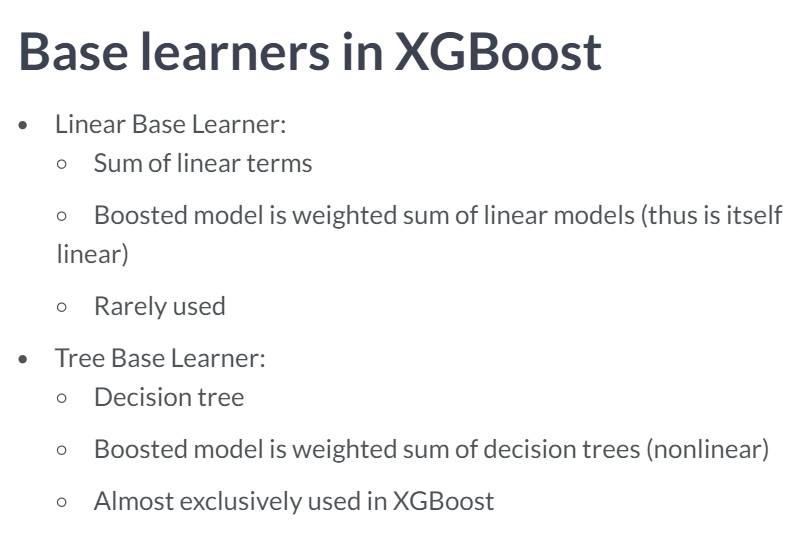 Base learners in XGBoost
• Linear Base Learner:
○ Sum of linear terms
○ Boosted model is weighted sum of linear models (thus is itself
linear)
○ Rarely used
• Tree Base Learner:
○ Decision tree
○ Boosted model is weighted sum of decision trees (nonlinear)
○ Almost exclusively used in XGBoost